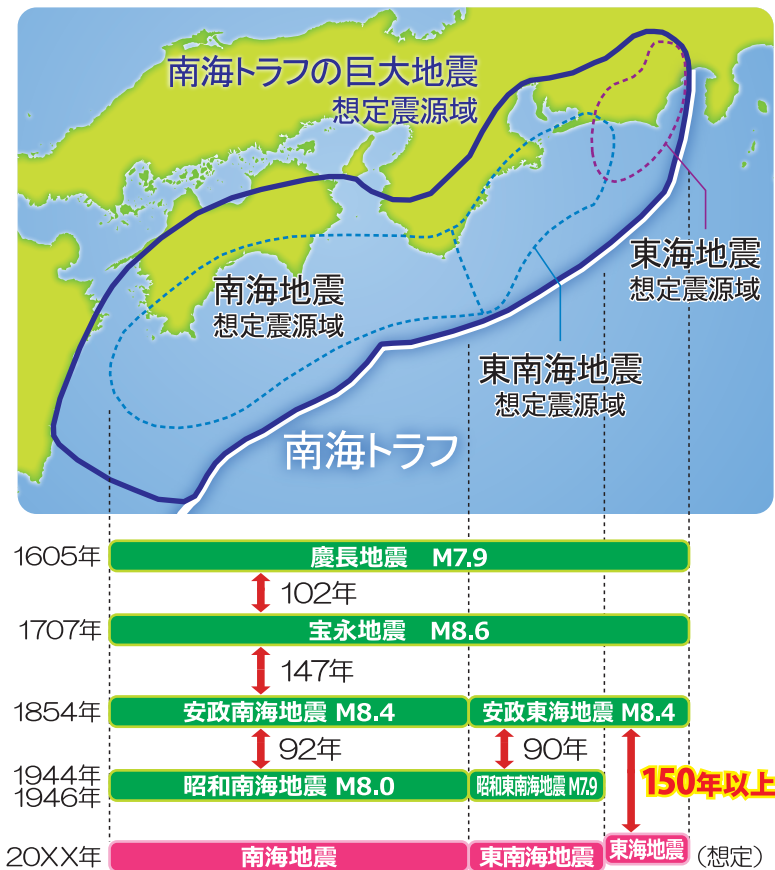 南海トラフの巨大地震
想定震源域
南海地震
想定震源域
東海地震
想定震源域
東南海地震
想定震源域
南海トラフ
1605年 慶長地震 M7.9
102年
1707年 宝永地震 M8.6
147年
1854年 安政南海地震 M8.4 安政東海地震 M8.4
92年 90年
150年以上
1944年
1946年 昭和南海地震 M8.0 昭和東南海地震 M7.9
20XX年 南海地震 東南海地震 東海地震 (想定)